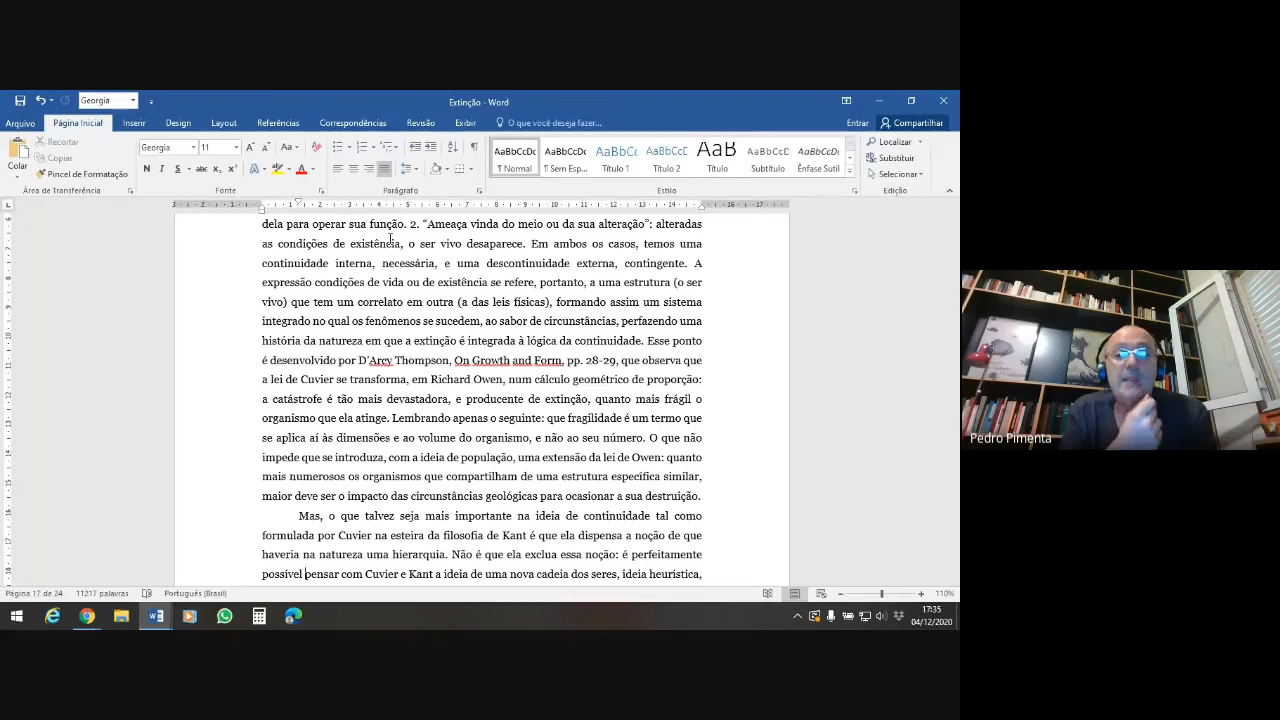 Georgia
Extinção - Word
Arquivo Página Inicial Inserir Design Layout Referências Correspondências Revisão Exibir O que você deseja fazer... Entrar Compartilhar
Recortar
Copiar
Pincel de Formatação
Colar
Área de Transferência
Georgia 11
Fonte
Parágrafo
AaBbCcDc AaBbCcDc AaBbCcDc AaBbCcDc AaB AaBbCcDc AaBbCcDc
¶ Normal ¶ Sem Esp... Título 1 Título 2 Título Subtítulo Ênfase Sutil
Estilo
Localizar
Substituir
Selecionar
Edição
dela para operar sua função. 2. “Ameaça vinda do meio ou da sua alteração”: alteradas
as condições de existência, o ser vivo desaparece. Em ambos os casos, temos uma
continuidade interna, necessária, e uma descontinuidade externa, contingente. A
expressão condições de vida ou de existência se refere, portanto, a uma estrutura (o ser
vivo) que tem um correlato em outra (a das leis físicas), formando assim um sistema
integrado no qual os fenômenos se sucedem, ao sabor de circunstâncias, perfazendo uma
história da natureza em que a extinção é integrada à lógica da continuidade. Esse ponto
é desenvolvido por D’Arcy Thompson, On Growth and Form, pp. 28-29, que observa que
a lei de Cuvier se transforma, em Richard Owen, num cálculo geométrico de proporção:
a catástrofe é tão mais devastadora, e producente de extinção, quanto mais frágil o
organismo que ela atinge. Lembrando apenas o seguinte: que fragilidade é um termo que
se aplica aí às dimensões e ao volume do organismo, e não ao seu número. O que não
impede que se introduza, com a ideia de população, uma extensão da lei de Owen: quanto
mais numerosos os organismos que compartilham de uma estrutura específica similar,
maior deve ser o impacto das circunstâncias geológicas para ocasionar a sua destruição.
Mas, o que talvez seja mais importante na ideia de continuidade tal como
formulada por Cuvier na esteira da filosofia de Kant é que ela dispensa a noção de que
haveria na natureza uma hierarquia. Não é que ela exclua essa noção: é perfeitamente
possível pensar com Cuvier e Kant a ideia de uma nova cadeia dos seres, ideia heurística,
Página 17 de 24 11217 palavras Português (Brasil) 110%
17:35
04/12/2020
Pedro Pimenta